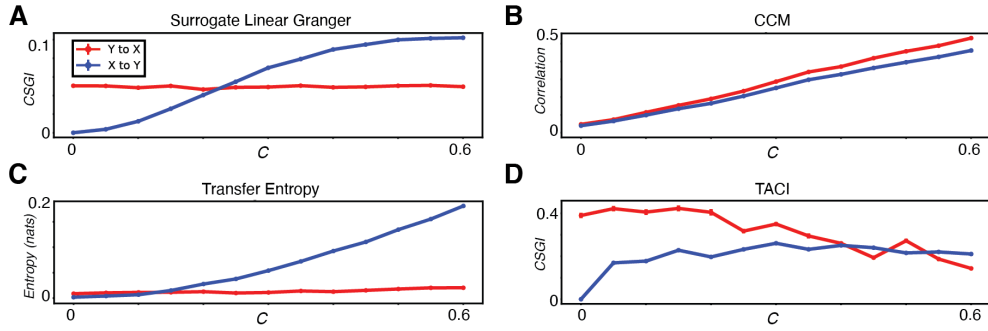 A
Surrogate Linear Granger
0.1
CSGI
0
Y to X
X to Y
0
C
0.6
B
CCM
0.5
Correlation
0
0
C
0.6
C
Transfer Entropy
0.2
Entropy (nats)
0
0
C
0.6
D
TACI
0.4
CSGI
0
0
C
0.6